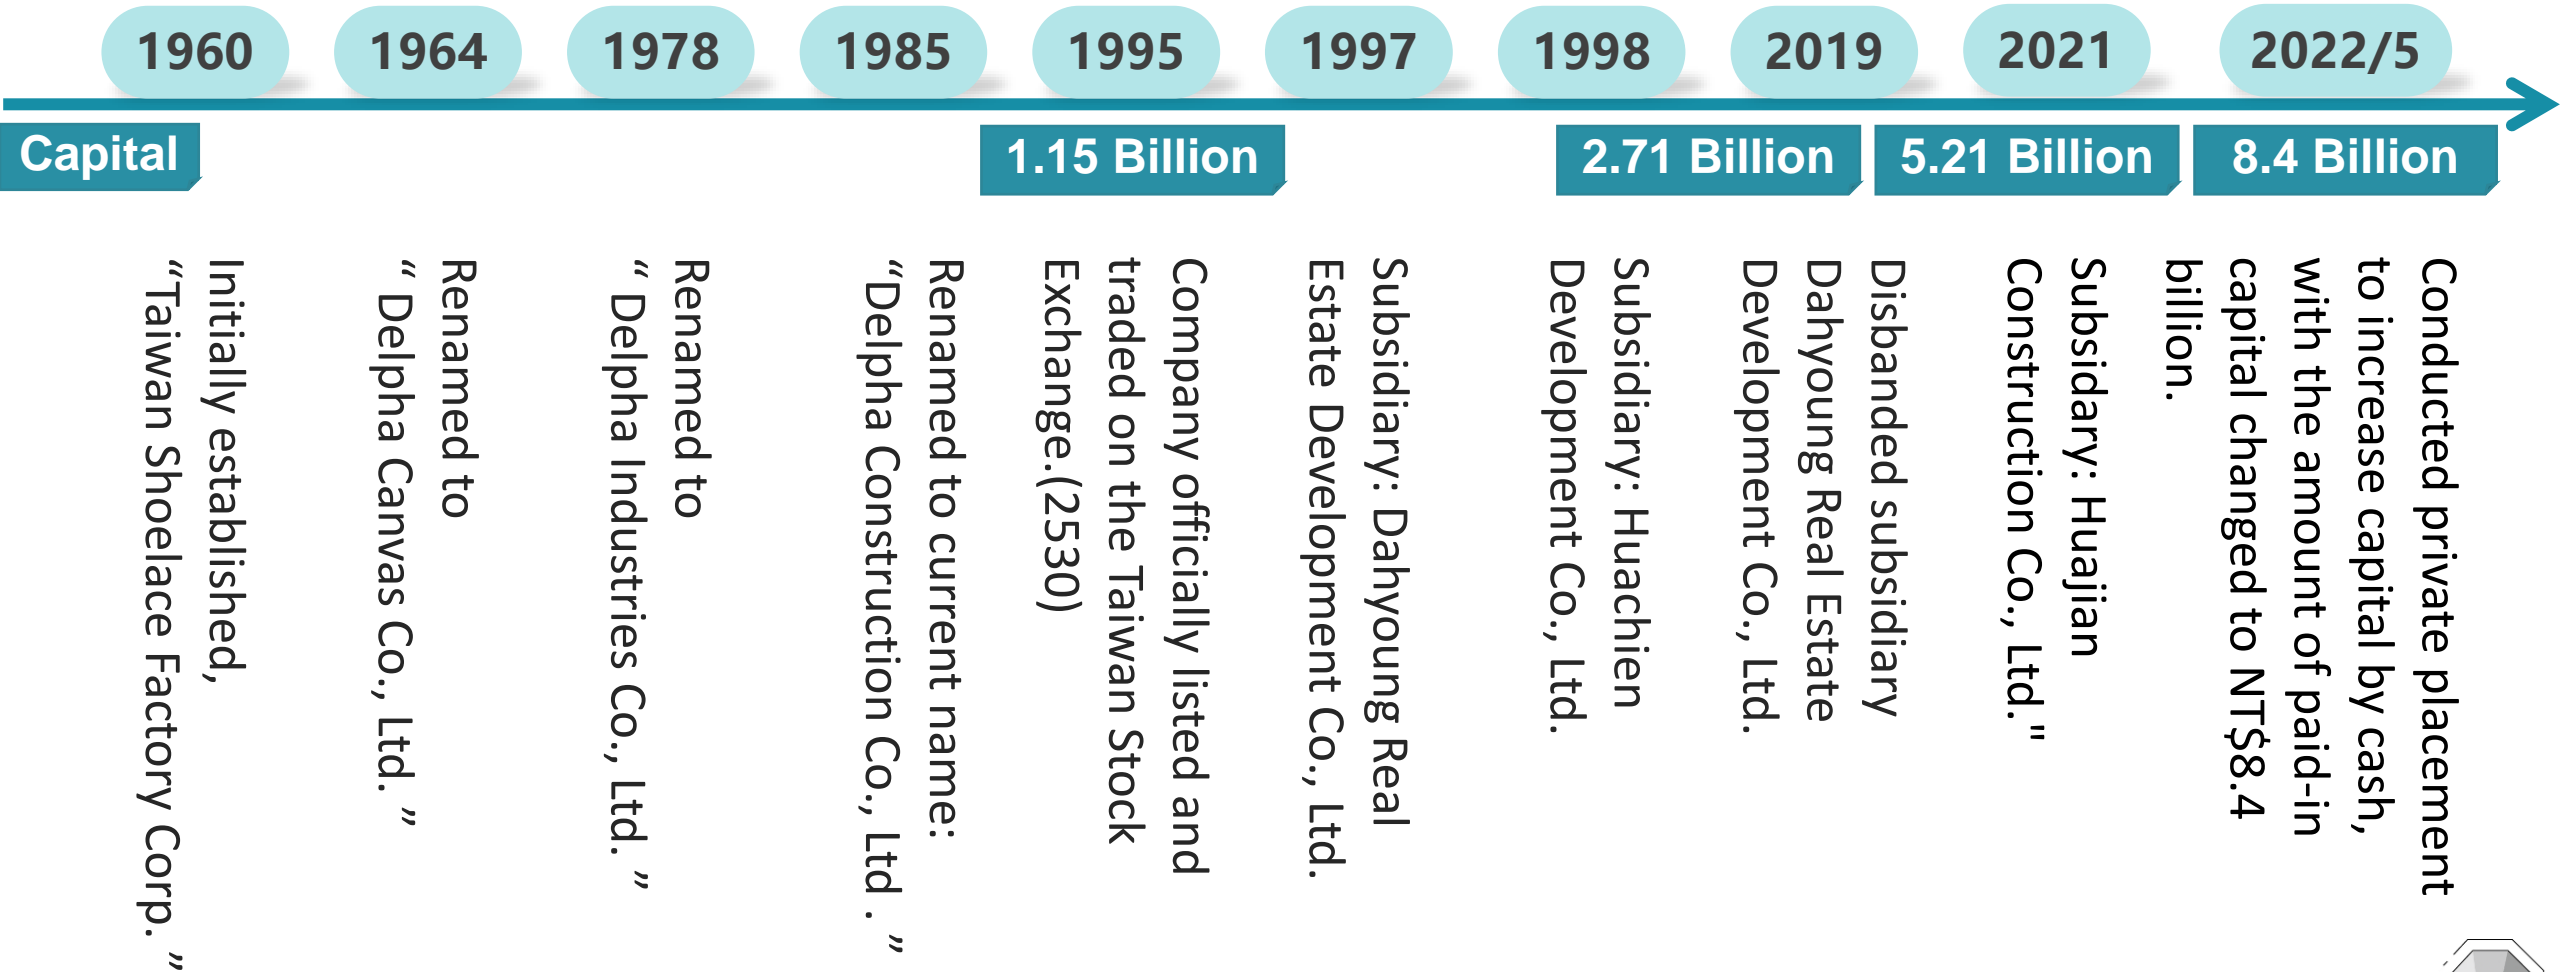 1960
1964
1978
1985
1995
1997
1998
2019
2021
2022/5
Capital
1.15 Billion
2.71 Billion
5.21 Billion
8.4 Billion
Initially established,
“Taiwan Shoelace Factory Corp. ”
Renamed to
“ Delpha Canvas Co., Ltd. ”
Renamed to
“ Delpha Industries Co., Ltd. ”
Renamed to current name:
“Delpha Construction Co., Ltd . ”
Company officially listed and
traded on the Taiwan Stock
Exchange.(2530)
Subsidiary: Dahyoung Real
Estate Development Co., Ltd.
Subsidiary: Huachien
Development Co., Ltd.
Disbanded subsidiary
Dahyoung Real Estate
Development Co., Ltd.
Subsidary: Huajian
Construction Co., Ltd."
Conducted private placement
to increase capital by cash,
with the amount of paid-in
capital changed to NT$8.4
billion.